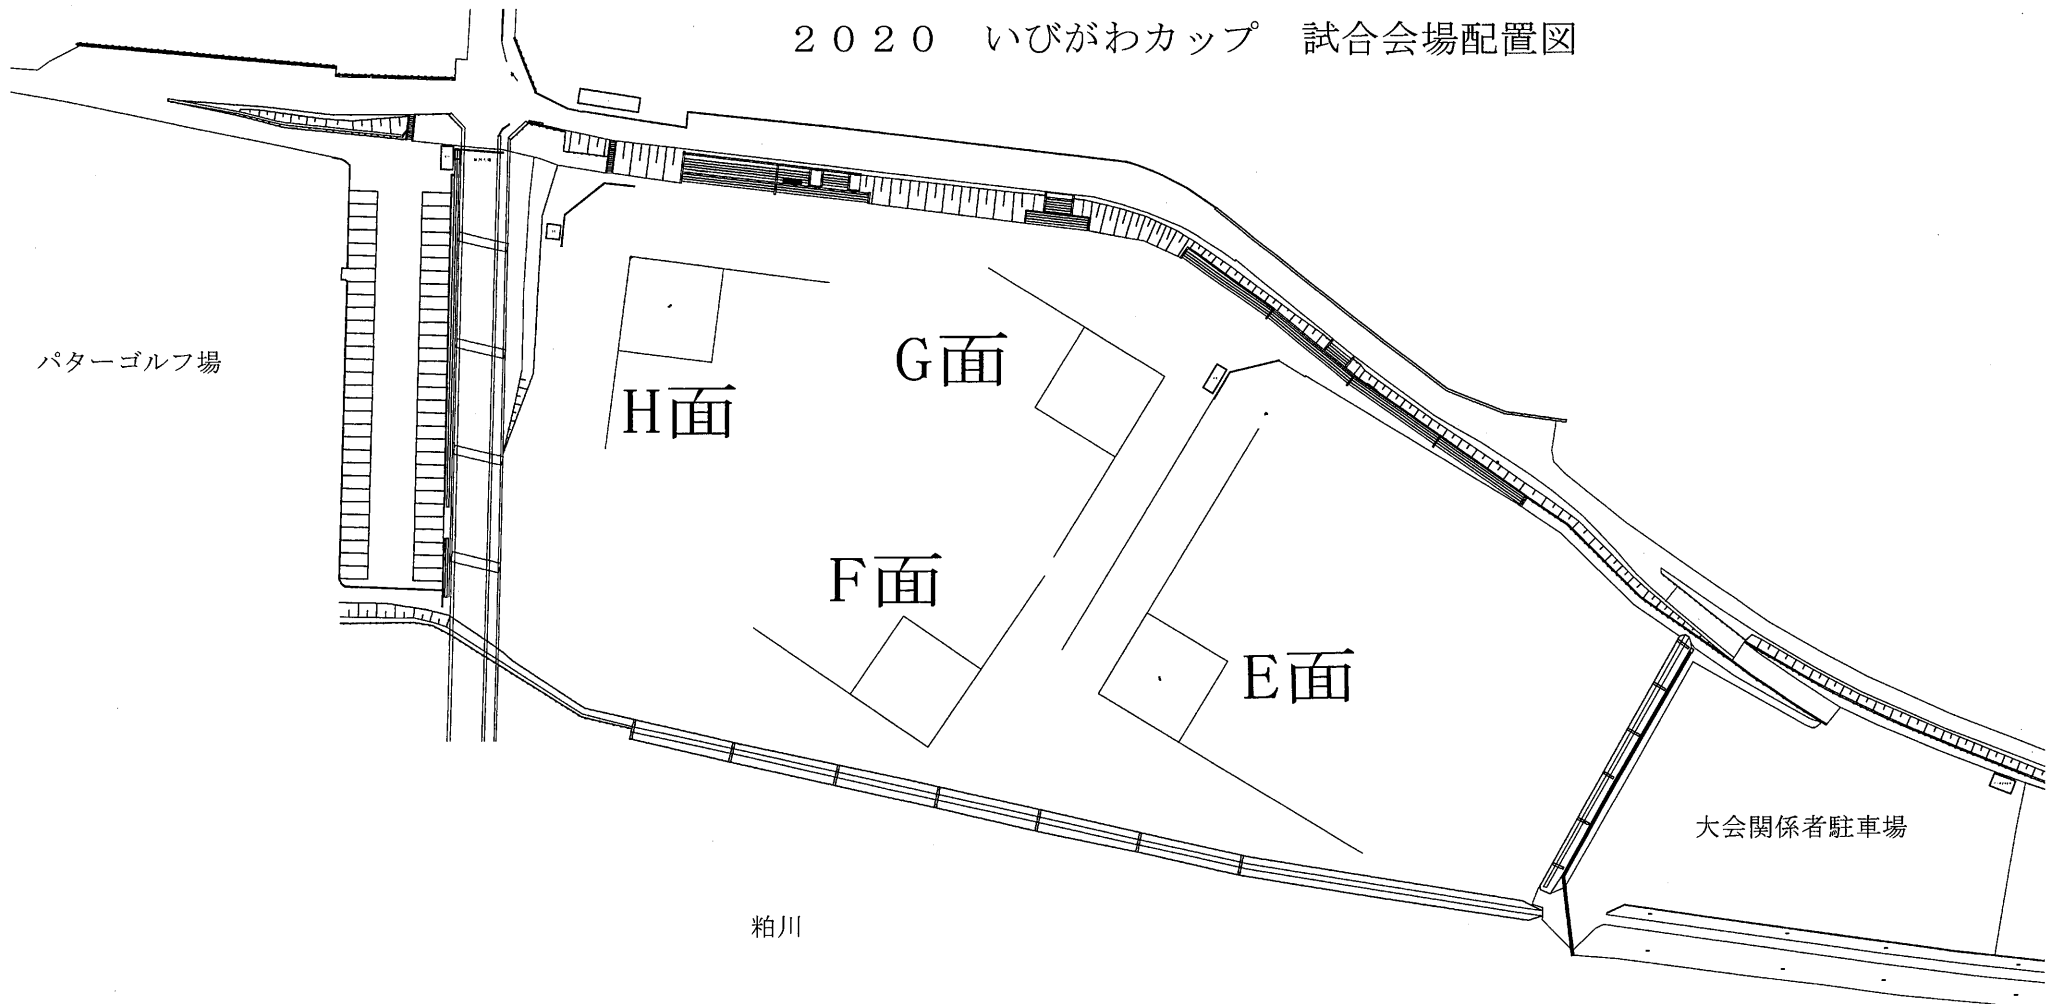 ２０２０　いびがわカップ　試合会場配置図
パターゴルフ場
G面
H面
F面
E面
大会関係者駐車場
粕川